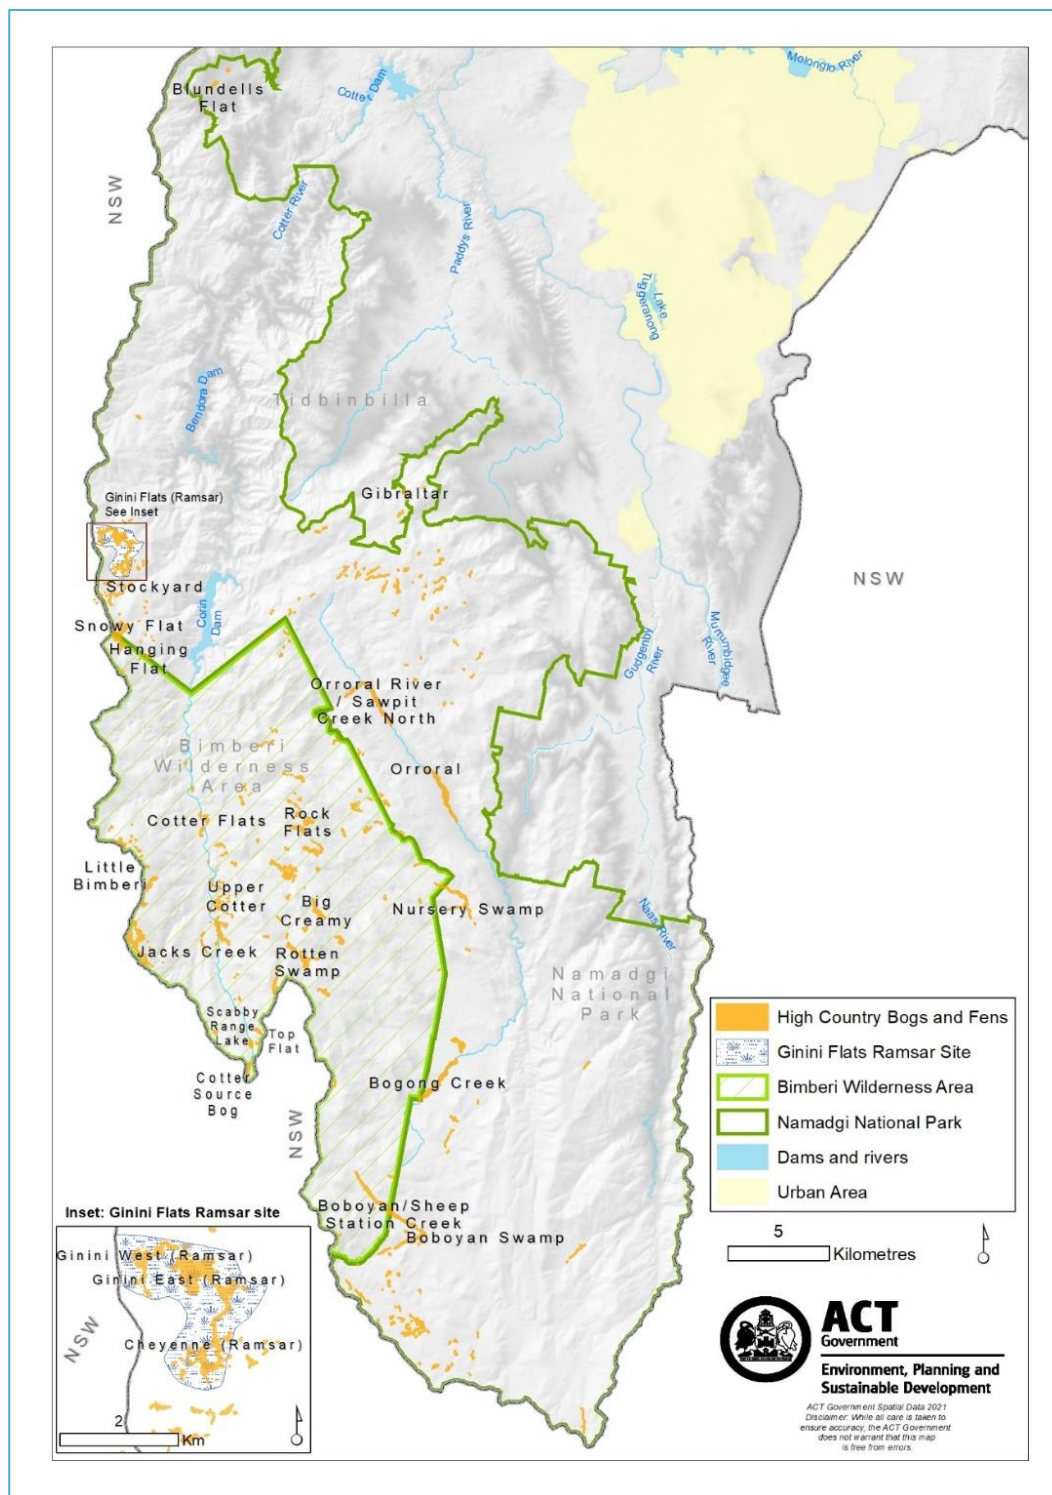 Blundells
Flat
Cotter Dam
Molonglo River
NSW
Cotter River
Paddys River
Lake
Tuggeranong
Bendora Dam
Tidbinbilla
Gibraltar
Ginini Flats (Ramsar)
See Inset
Stockyard
NSW
Corin
Dam
Snowy Flat
Hanging
Flat
Gudgenby
River
Murrumbidgee
River
Orroral River
/ Sawpit
Creek North
Bimberi
Wilderness
Area
Orroral
Cotter Flats
Rock
Flats
Little
Bimberi
Upper
Cotter
Big
Creamy
Nursery Swamp
Naas River
Jacks Creek
Rotten
Swamp
Namadgi
National
Park
Scabby
Range
Lake
Top
Flat
Cotter
Source
Bog
Bogong Creek
NSW
Boboyan/Sheep
Station Creek
Boboyan Swamp
High Country Bogs and Fens
Ginini Flats Ramsar Site
Bimberi Wilderness Area
Namadgi National Park
Dams and rivers
Urban Area
5
Kilometres
Inset: Ginini Flats Ramsar site
Ginini West (Ramsar)
Ginini East (Ramsar)
NSW
Cheyenne (Ramsar)
2
Km
ACT
Government
Environment, Planning and
Sustainable Development
ACT Government Spatial Data 2021
Disclaimer: While all care is taken to
ensure accuracy, the ACT Government
does not warrant that this map
is free from errors.